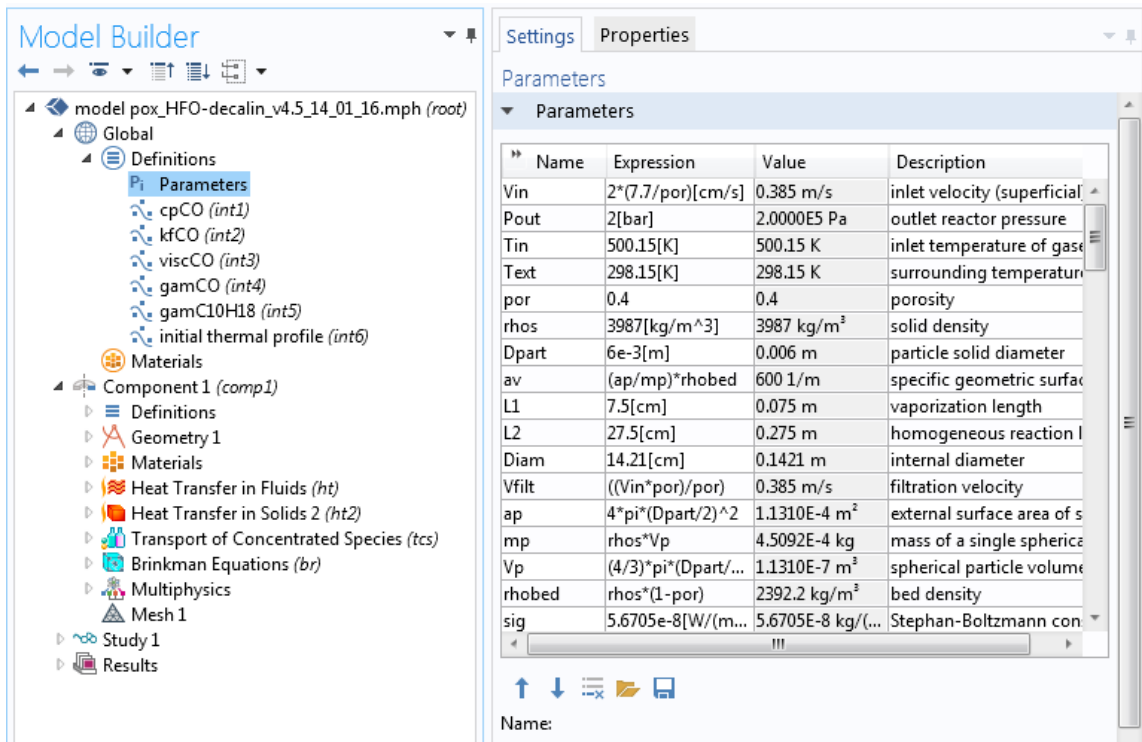 Model Builder
model pox_HFO-decalin_v4.5_14_01_16.mph (root)
Global
Definitions
Pi Parameters
cpCO (int1)
kfCO (int2)
viscCO (int3)
gamCO (int4)
gamC10H18 (int5)
initial thermal profile (int6)
Materials
Component 1 (comp1)
Definitions
Geometry 1
Materials
Heat Transfer in Fluids (ht)
Heat Transfer in Solids 2 (ht2)
Transport of Concentrated Species (tcs)
Brinkman Equations (br)
Multiphysics
Mesh 1
Study 1
Results
Settings Properties
Parameters
Parameters
Name Expression Value Description
Vin 2*(7.7/por)[cm/s] 0.385 m/s inlet velocity (superficial)
Pout 2[bar] 2.0000E5 Pa outlet reactor pressure
Tin 500.15[K] 500.15 K inlet temperature of gase
Text 298.15[K] 298.15 K surrounding temperature
por 0.4 0.4 porosity
rhos 3987[kg/m^3] 3987 kg/m³ solid density
Dpart 6e-3[m] 0.006 m particle solid diameter
av (ap/mp)*rhobed 600 1/m specific geometric surfac
L1 7.5[cm] 0.075 m vaporization length
L2 27.5[cm] 0.275 m homogeneous reaction l
Diam 14.21[cm] 0.1421 m internal diameter
Vfilt ((Vin*por)/por) 0.385 m/s filtration velocity
ap 4*pi*(Dpart/2)^2 1.1310E-4 m² external surface area of s
mp rhos*Vp 4.5092E-4 kg mass of a single spherica
Vp (4/3)*pi*(Dpart/... 1.1310E-7 m³ spherical particle volume
rhobed rhos*(1-por) 2392.2 kg/m³ bed density
sig 5.6705e-8[W/(m... 5.6705E-8 kg/(... Stephan-Boltzmann con
Name: